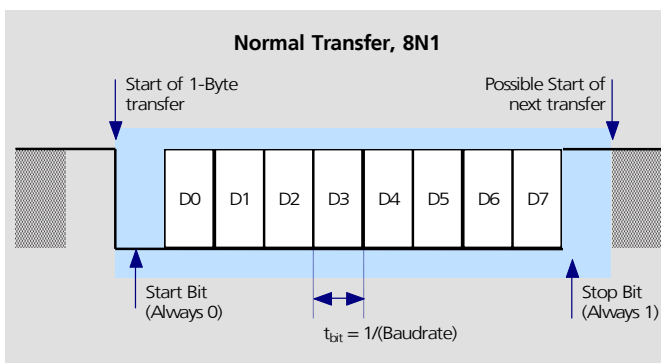 Normal Transfer, 8N1
Start of 1-Byte
transfer
Possible Start of
next transfer
D0 D1 D2 D3 D4 D5 D6 D7
Start Bit
(Always 0)
Stop Bit
(Always 1)
tbit = 1/(Baudrate)